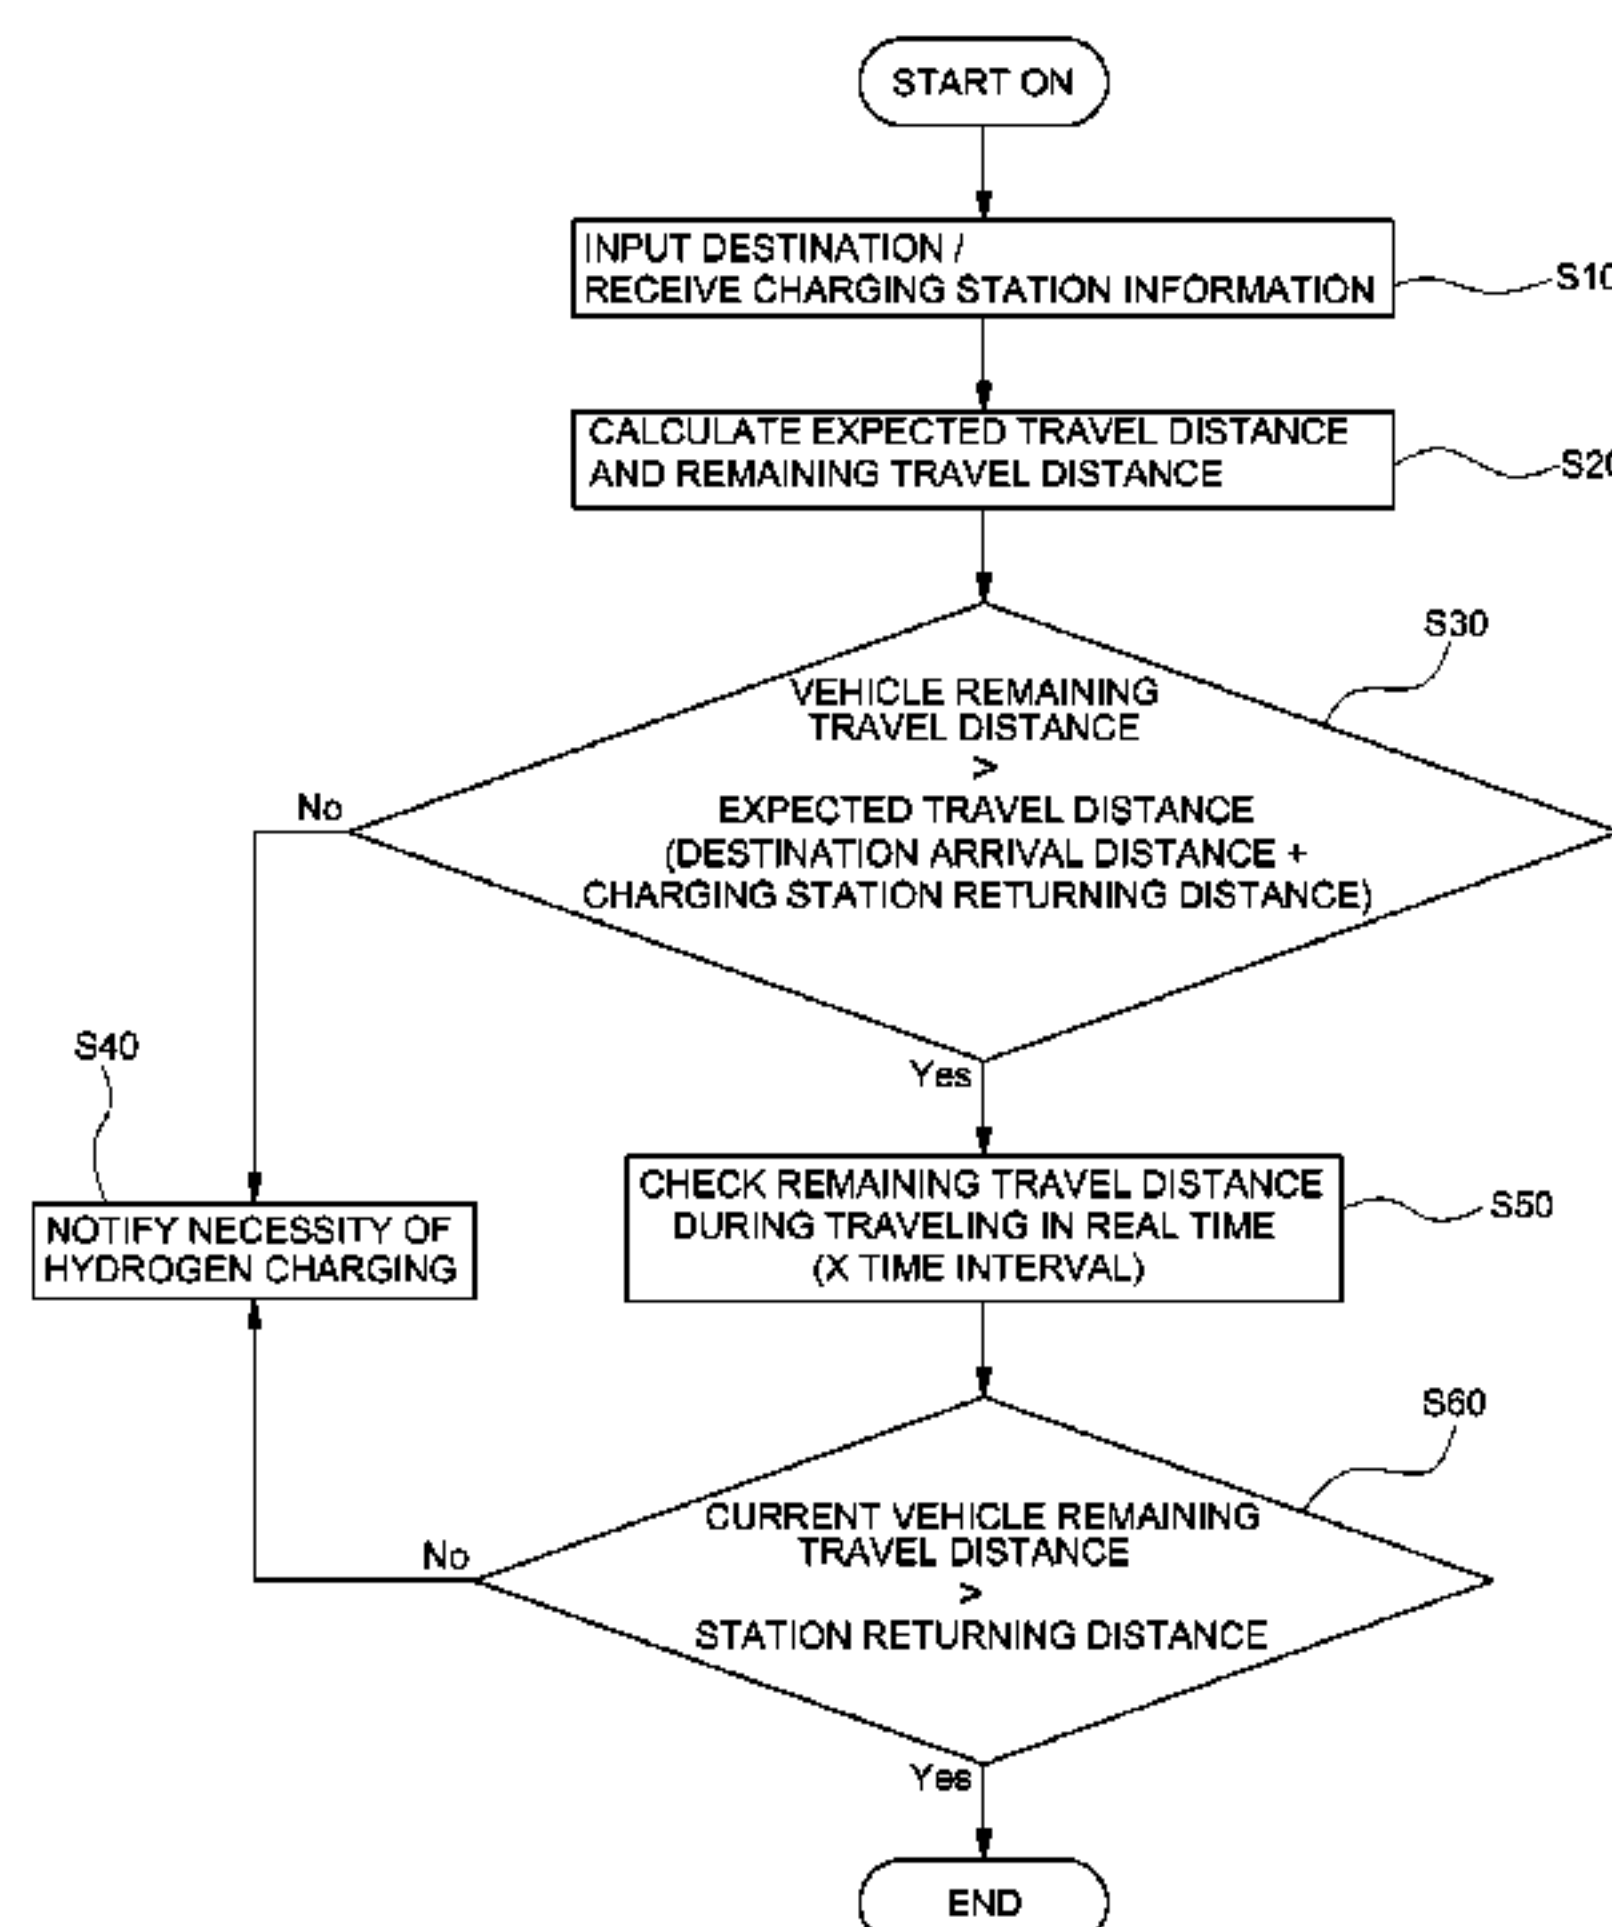 START ON
INPUT DESTINATION /
RECEIVE CHARGING STATION INFORMATION
S10
CALCULATE EXPECTED TRAVEL DISTANCE
AND REMAINING TRAVEL DISTANCE
S20
S30
VEHICLE REMAINING
TRAVEL DISTANCE
>
EXPECTED TRAVEL DISTANCE
(DESTINATION ARRIVAL DISTANCE +
CHARGING STATION RETURNING DISTANCE)
No
Yes
S40
NOTIFY NECESSITY OF
HYDROGEN CHARGING
CHECK REMAINING TRAVEL DISTANCE
DURING TRAVELING IN REAL TIME
(X TIME INTERVAL)
S50
S60
CURRENT VEHICLE REMAINING
TRAVEL DISTANCE
>
STATION RETURNING DISTANCE
No
Yes
END